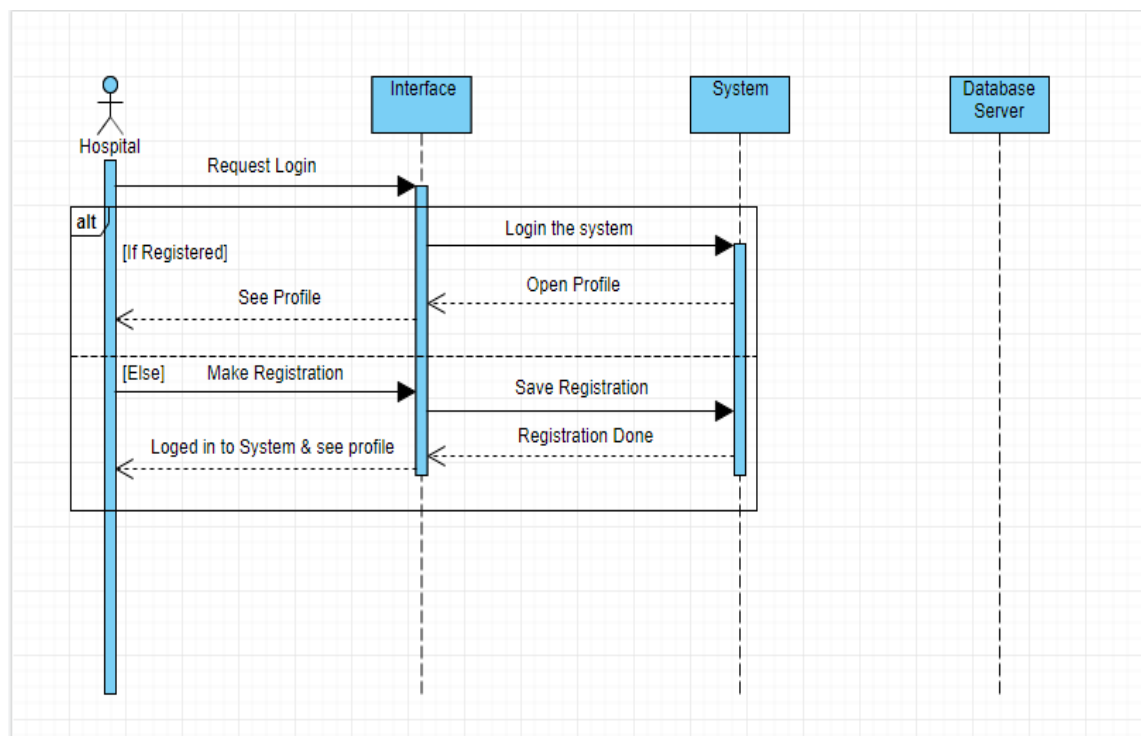 Interface
System
Database
Server
Hospital
Request Login
alt
Login the system
[If Registered]
Open Profile
See Profile
[Else]
Make Registration
Save Registration
Registration Done
Loged in to System & see profile